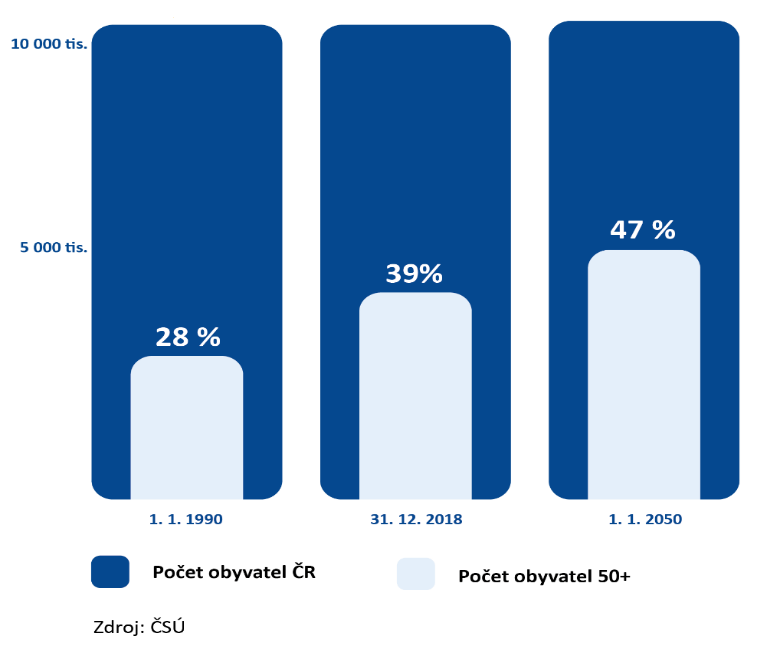 10 000 tis.
5 000 tis.
28 %
39%
47 %
1. 1. 1990
31. 12. 2018
1. 1. 2050
Počet obyvatel ČR
Počet obyvatel 50+
Zdroj: ČSÚ